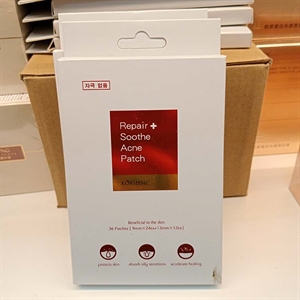 자극 없음
Repair +
Soothe
Acne
Patch
Beneficial to the skin
protects skin
absorb oily secretions
accelerate healing